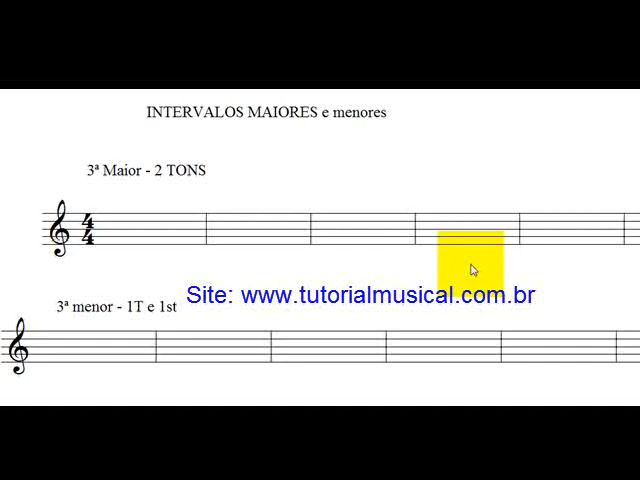 INTERVALOS MAIORES e menores
3ª Maior - 2 TONS
4
4
Site: www.tutorialmusical.com.br
3ª menor - 1T e 1st